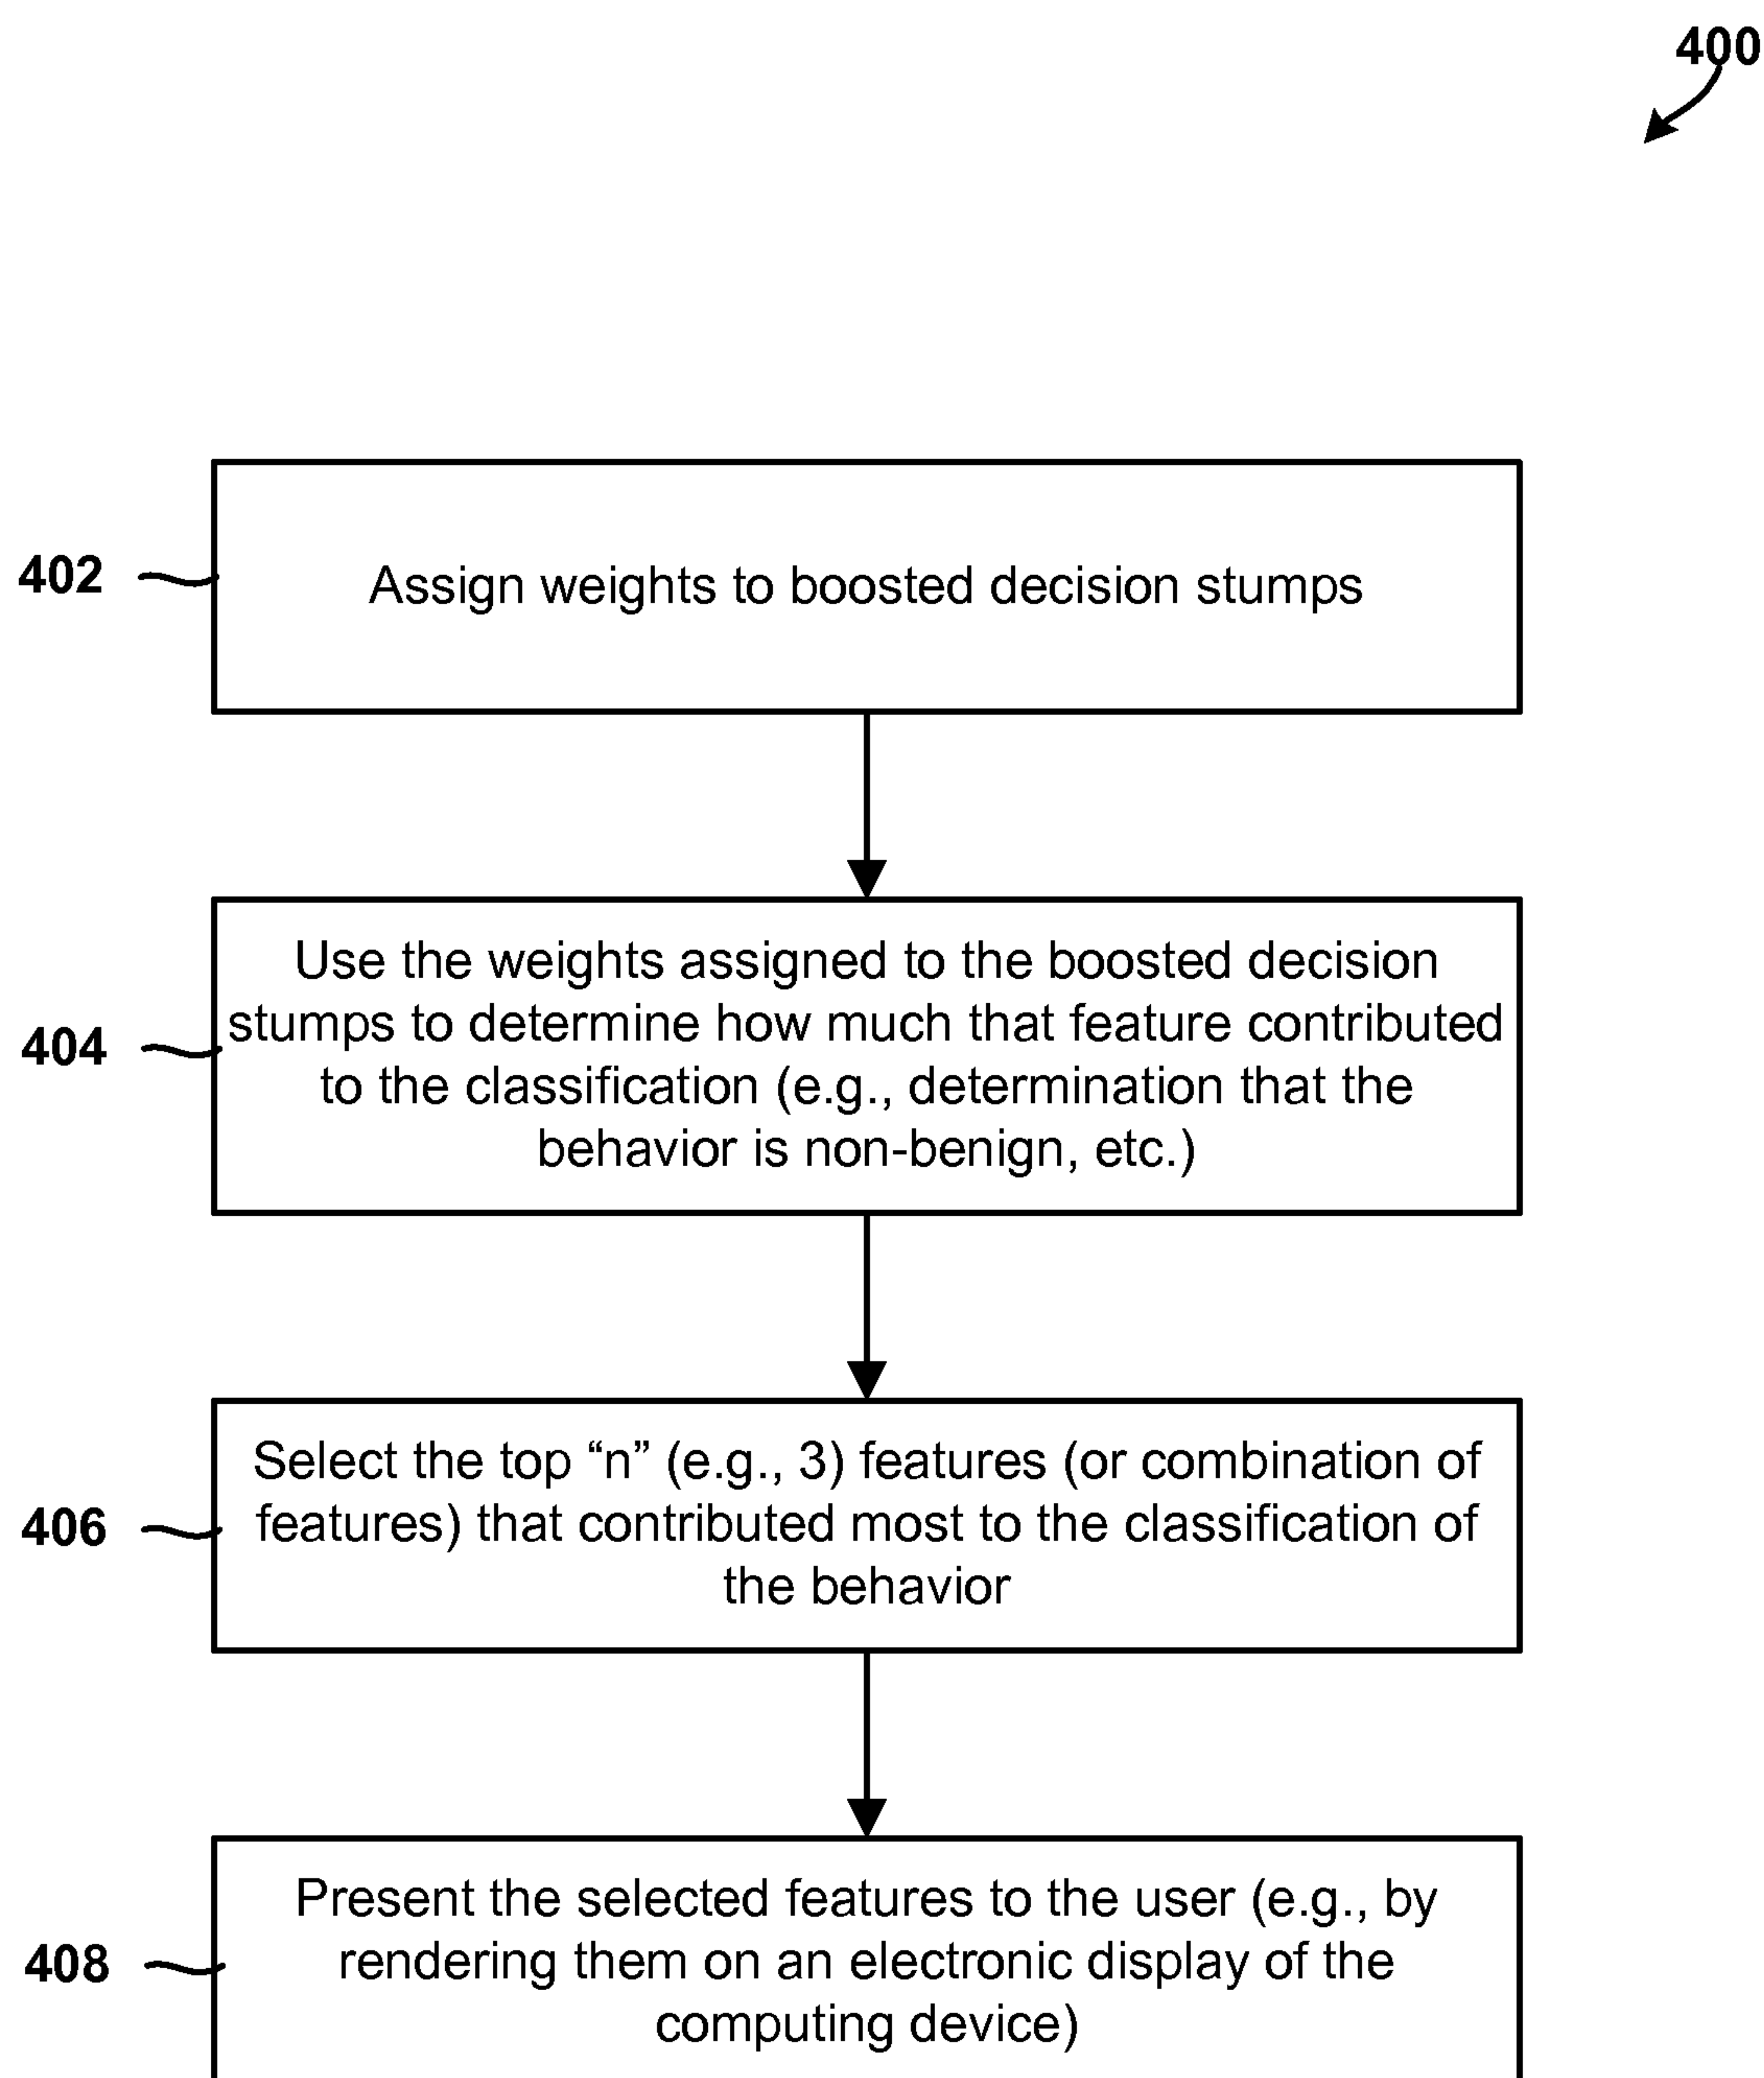 400
402
Assign weights to boosted decision stumps
Use the weights assigned to the boosted decision
stumps to determine how much that feature contributed
404
to the classification (e.g., determination that the
behavior is non-benign, etc.)
Select the top “n” (e.g., 3) features (or combination of
406
features) that contributed most to the classification of
the behavior
Present the selected features to the user (e.g., by
408
rendering them on an electronic display of the
computing device)